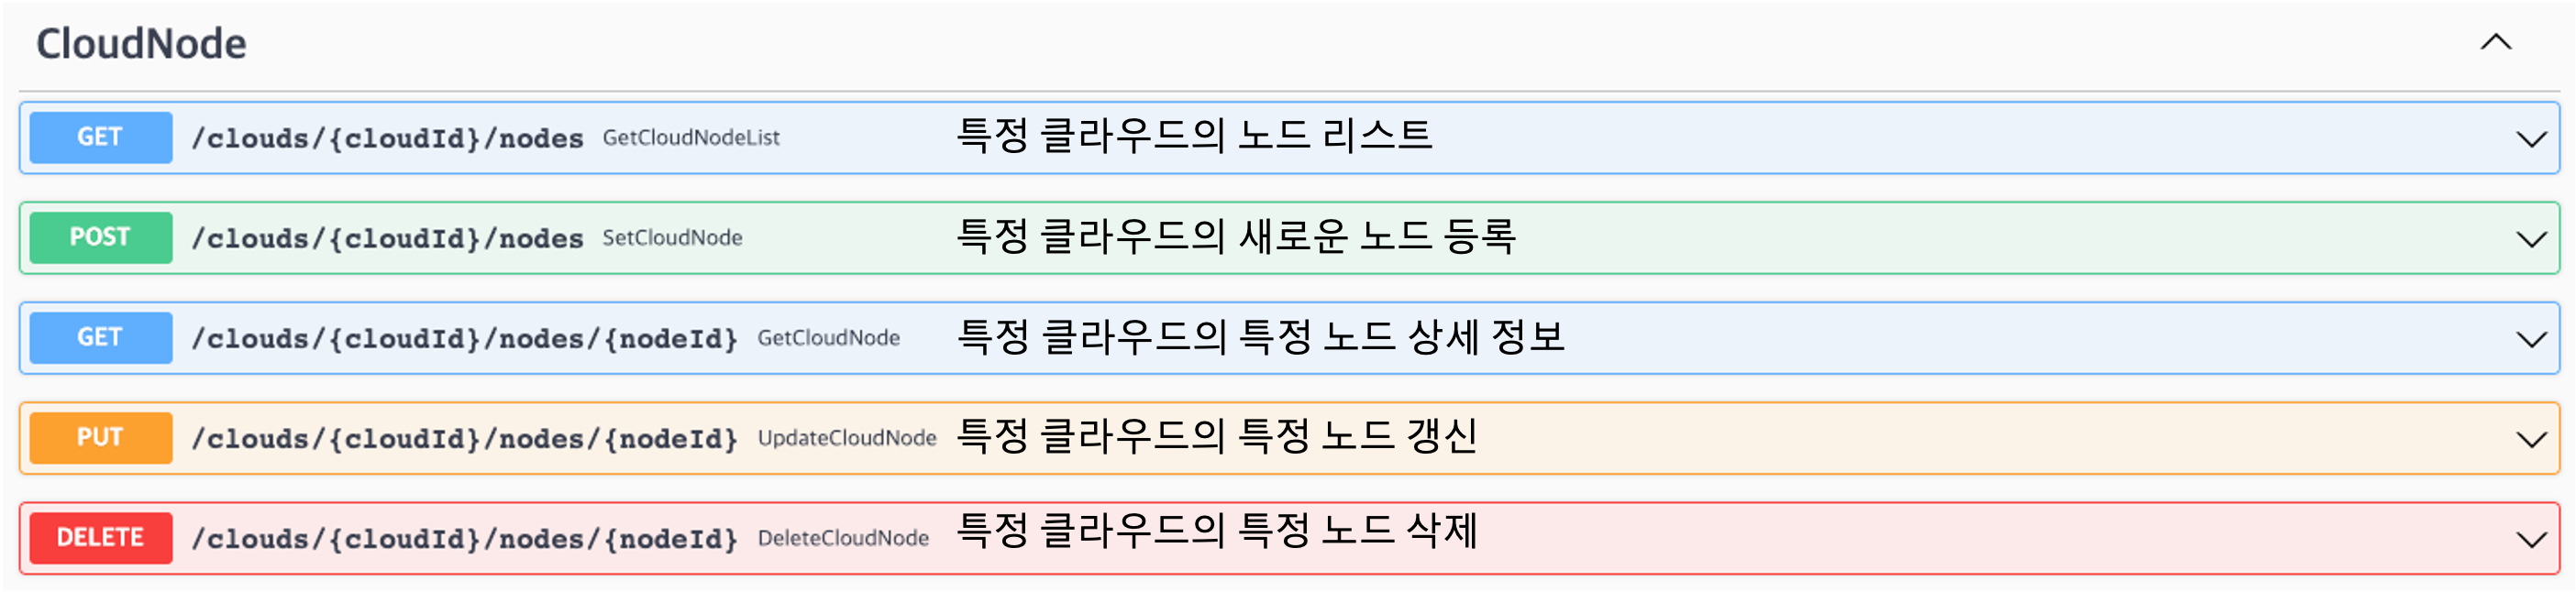 CloudNode
GET /clouds/{cloudId}/nodes GetCloudNodeList 특정 클라우드의 노드 리스트
POST /clouds/{cloudId}/nodes SetCloudNode 특정 클라우드의 새로운 노드 등록
GET /clouds/{cloudId}/nodes/{nodeId} GetCloudNode 특정 클라우드의 특정 노드 상세 정보
PUT /clouds/{cloudId}/nodes/{nodeId} UpdateCloudNode 특정 클라우드의 특정 노드 갱신
DELETE /clouds/{cloudId}/nodes/{nodeId} DeleteCloudNode 특정 클라우드의 특정 노드 삭제